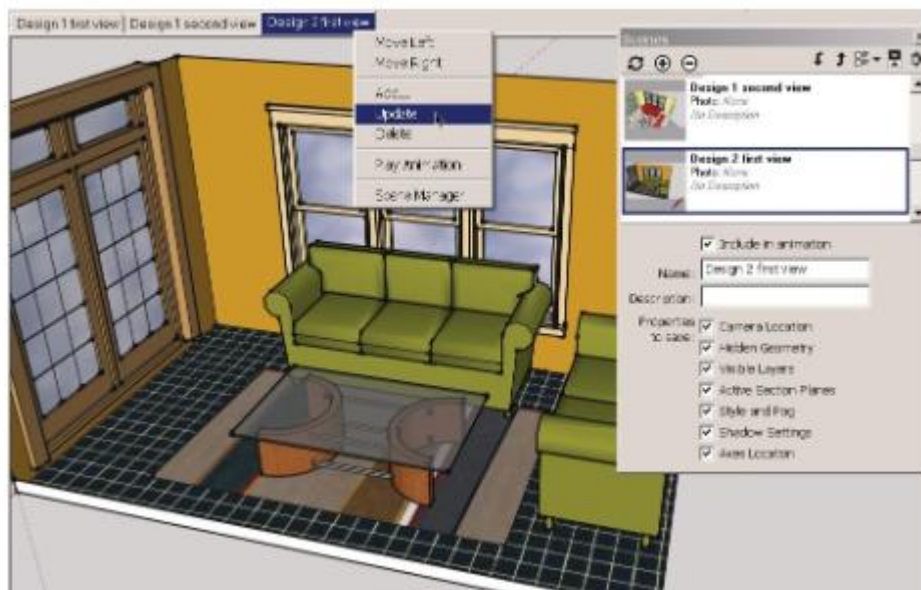 Design 1 first view
Design 1 second view
Design 2 first view
Move Left
Move Right
Add...
Update
Delete
Play Animation
Scene Manager
Scenes
Design 1 second view
Photo: None
No Description
Design 2 first view
Photo: None
No Description
Include in animation
Name: Design 2 first view
Description:
Properties to save:
Camera Location
Hidden Geometry
Visible Layers
Active Section Planes
Style and Fog
Shadow Settings
Axes Location